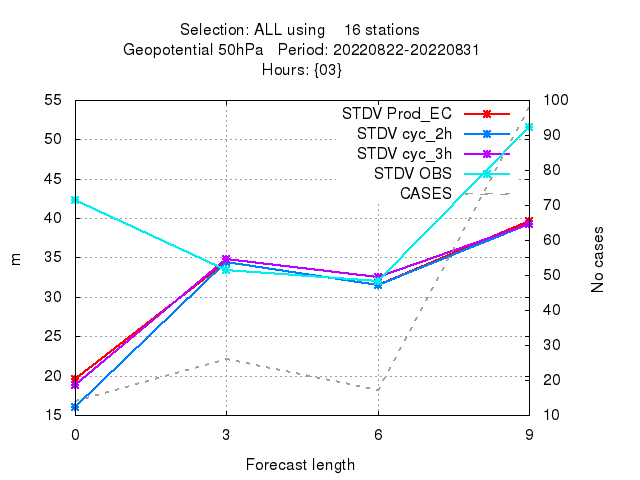 Selection: ALL using    16 stations
Geopotential 50hPa   Period: 20220822-20220831
Hours: {03}
55 100
50 90
45 80
40 70
35 60
30 50
25 40
20 30
15 20
10
STDV Prod_EC
STDV cyc_2h
STDV cyc_3h
STDV OBS
CASES
m
No cases
0 3 6 9
Forecast length